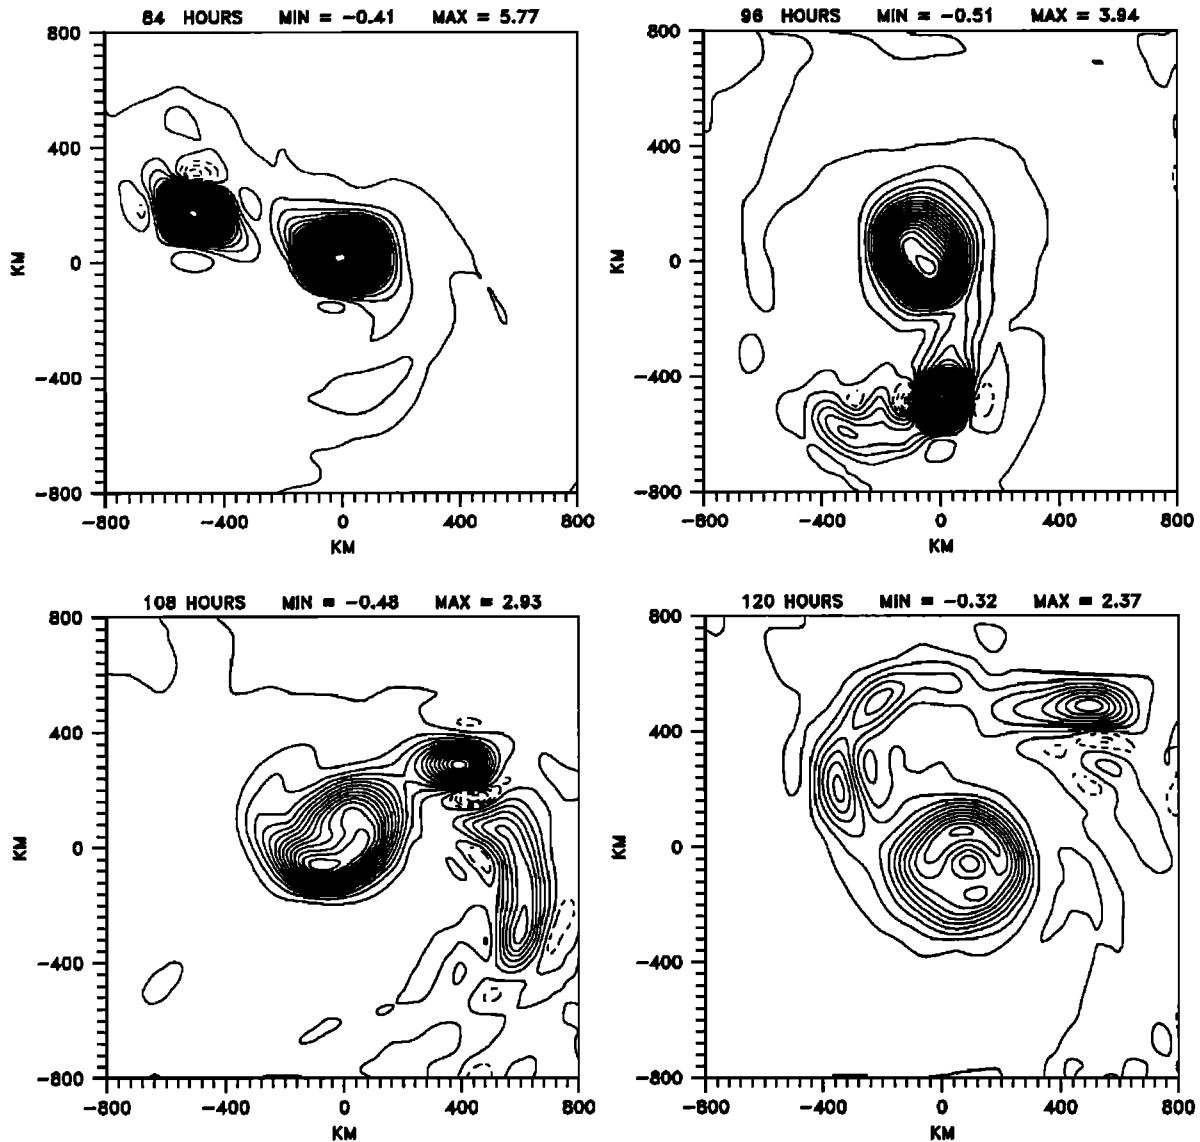 84 HOURS MIN = -0.41 MAX = 5.77
800
400
0
-400
-800
KM
-800 -400 0 400 800
KM
96 HOURS MIN = -0.51 MAX = 3.94
800
400
0
-400
-800
KM
-800 -400 0 400 800
KM
108 HOURS MIN = -0.48 MAX = 2.93
800
400
0
-400
-800
KM
-800 -400 0 400 800
KM
120 HOURS MIN = -0.32 MAX = 2.37
800
400
0
-400
-800
KM
-800 -400 0 400 800
KM